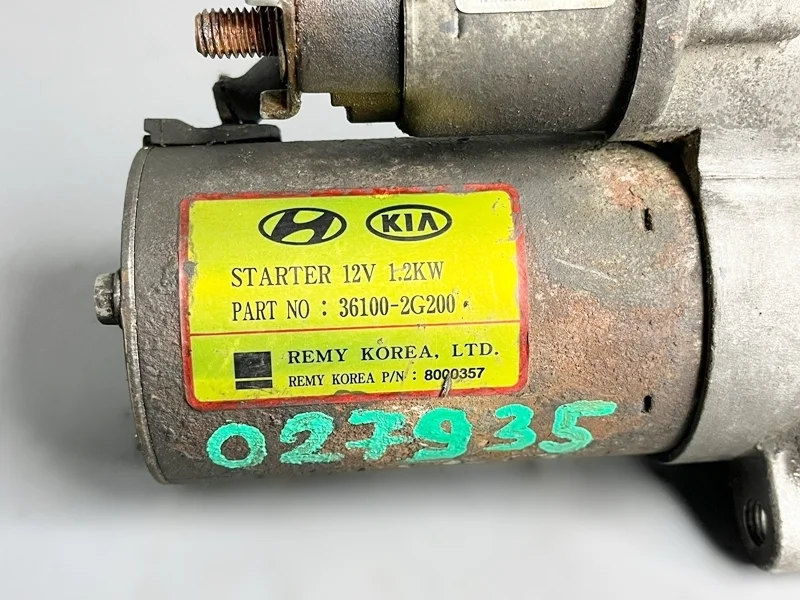 KIA
STARTER 12V 1.2KW
PART NO : 36100-2G200
REMY KOREA, LTD.
REMY KOREA P/N : 8000357
027935